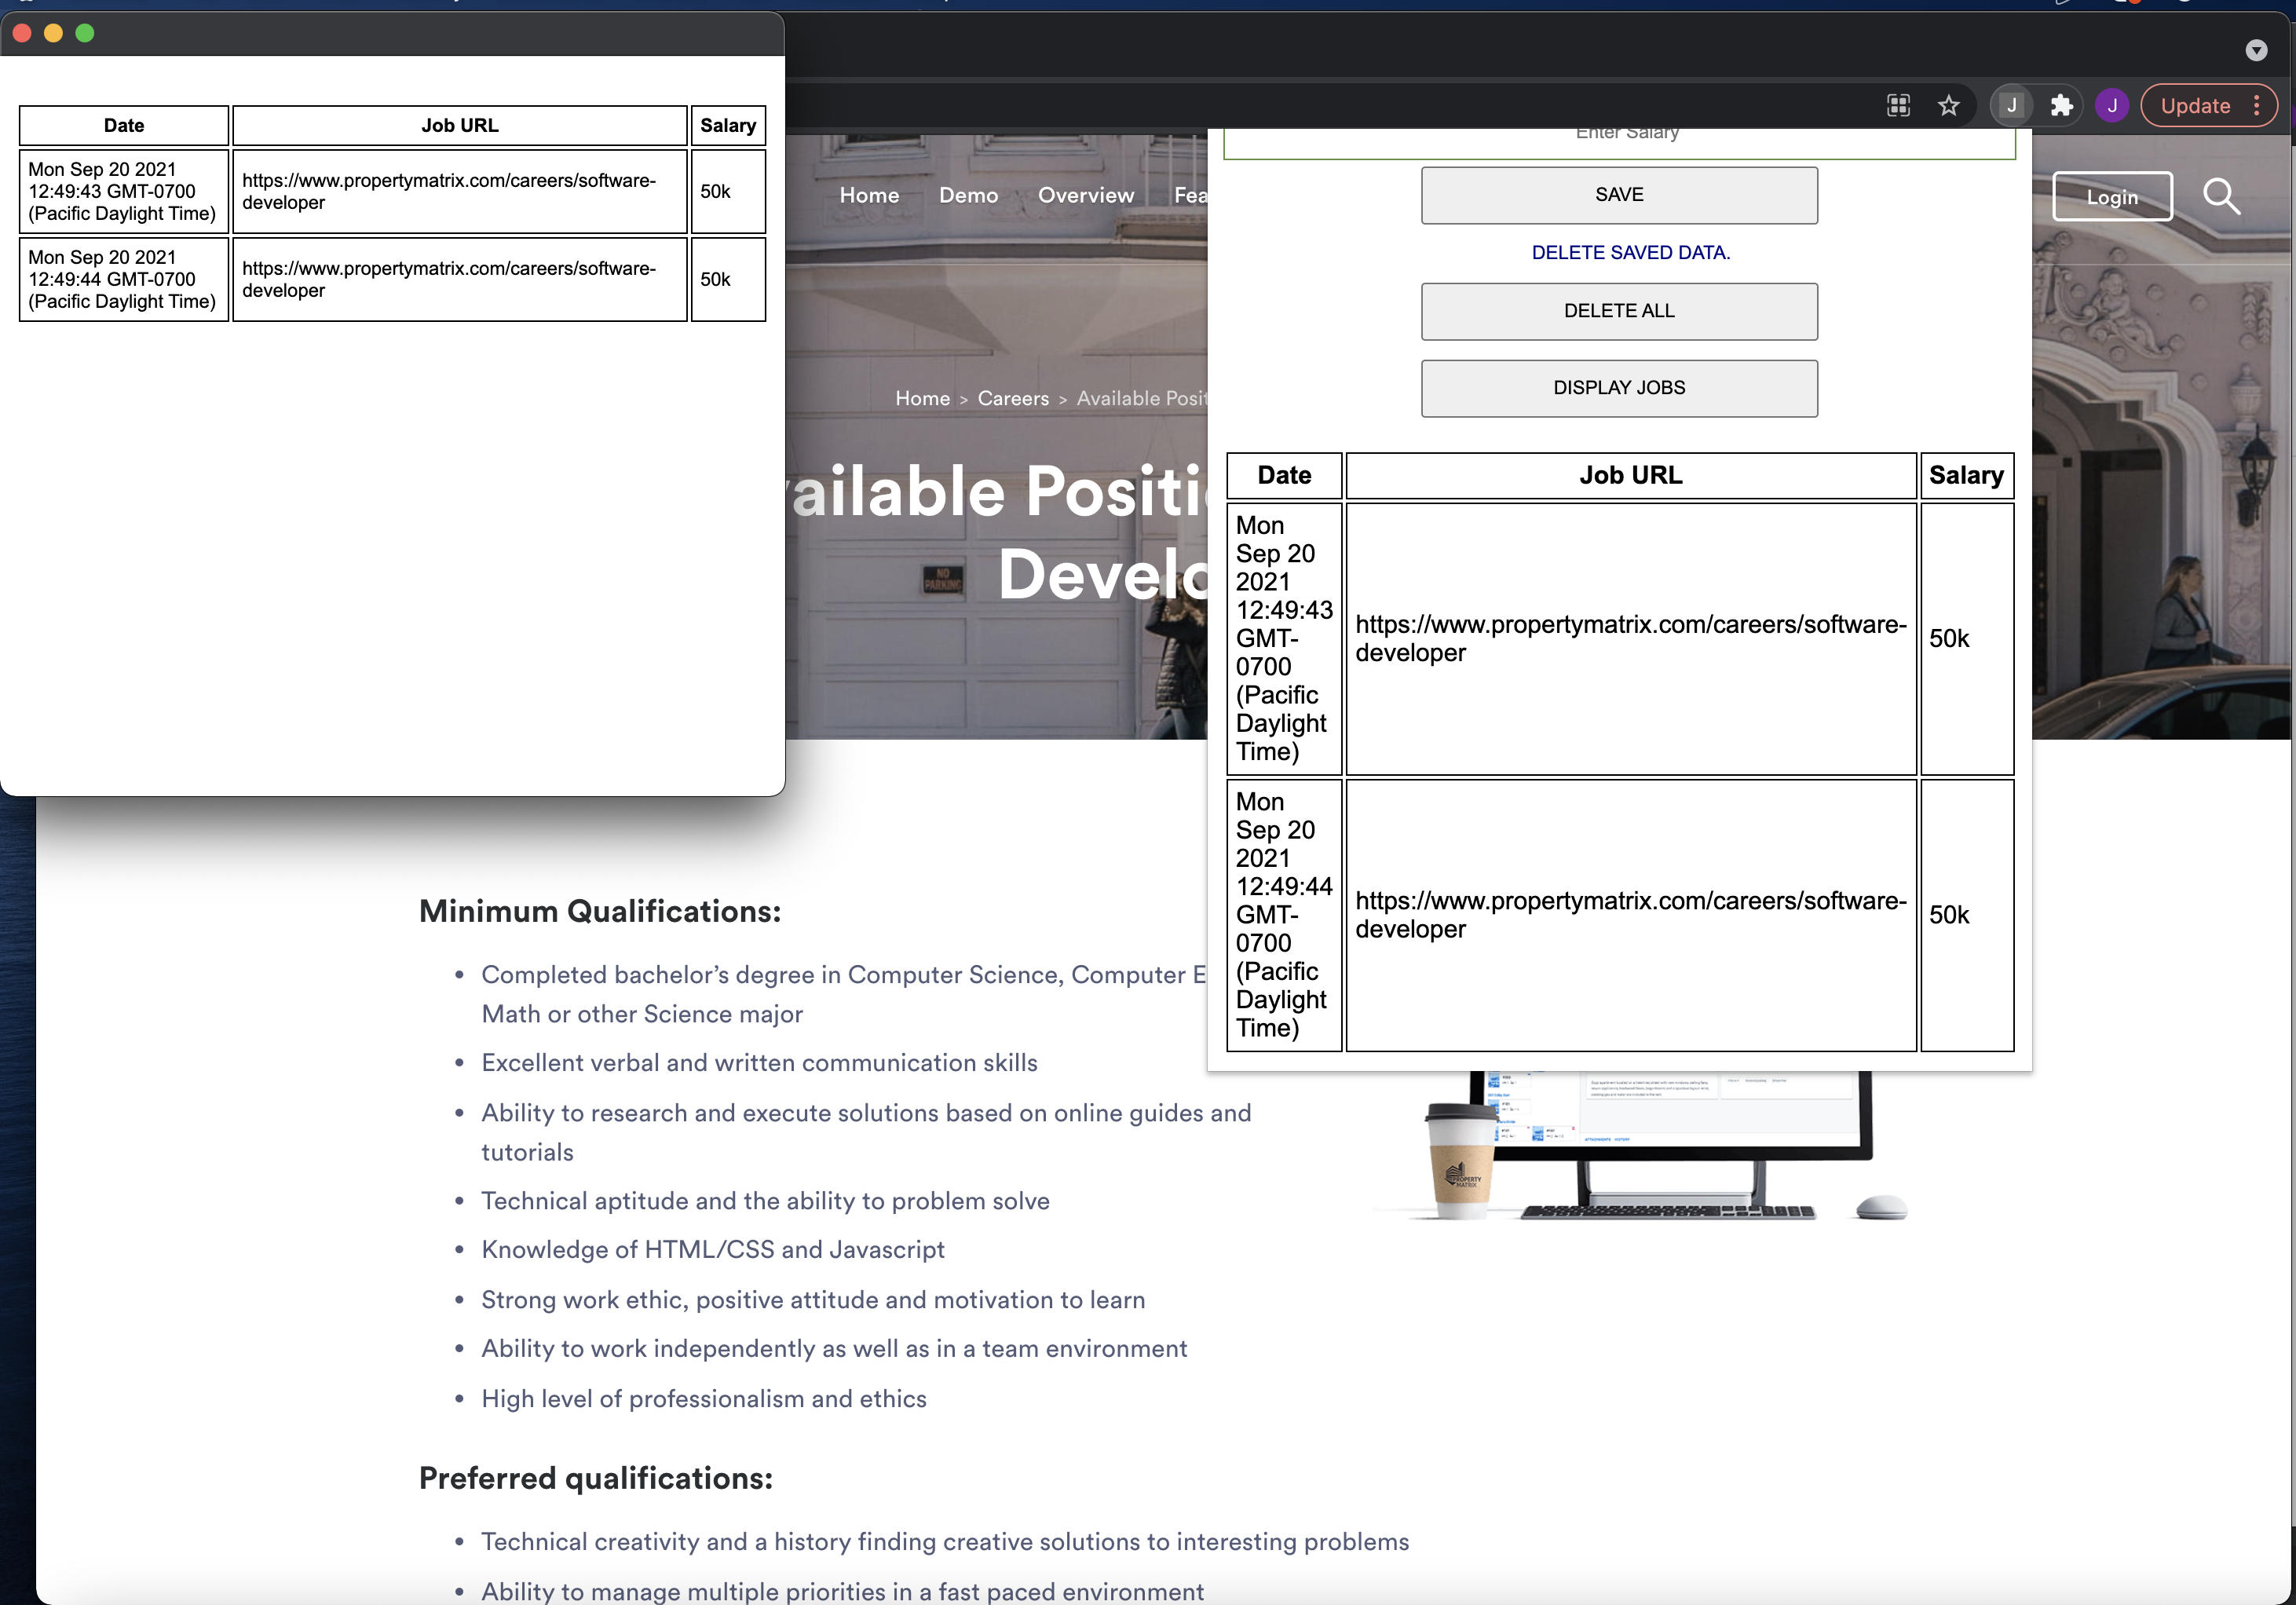 Date Job URL Salary
Mon Sep 20 2021
12:49:43 GMT-0700
(Pacific Daylight Time)
https://www.propertymatrix.com/careers/software-
developer
50k
Mon Sep 20 2021
12:49:44 GMT-0700
(Pacific Daylight Time)
https://www.propertymatrix.com/careers/software-
developer
50k
J
J
Update
Home Demo Overview Fea
Login
Home > Careers > Available Posit
ailable Positi
Develo
NO
PARKING
Enter Salary
SAVE
DELETE SAVED DATA.
DELETE ALL
DISPLAY JOBS
Date Job URL Salary
Mon
Sep 20
2021
12:49:43
GMT-
0700
(Pacific
Daylight
Time)
https://www.propertymatrix.com/careers/software-
developer
50k
Mon
Sep 20
2021
12:49:44
GMT-
0700
(Pacific
Daylight
Time)
https://www.propertymatrix.com/careers/software-
developer
50k
Minimum Qualifications:
• Completed bachelor’s degree in Computer Science, Computer E
Math or other Science major
• Excellent verbal and written communication skills
• Ability to research and execute solutions based on online guides and
tutorials
• Technical aptitude and the ability to problem solve
• Knowledge of HTML/CSS and Javascript
• Strong work ethic, positive attitude and motivation to learn
• Ability to work independently as well as in a team environment
• High level of professionalism and ethics
Preferred qualifications:
• Technical creativity and a history finding creative solutions to interesting problems
• Ability to manage multiple priorities in a fast paced environment
PROPERTY
MATRIX